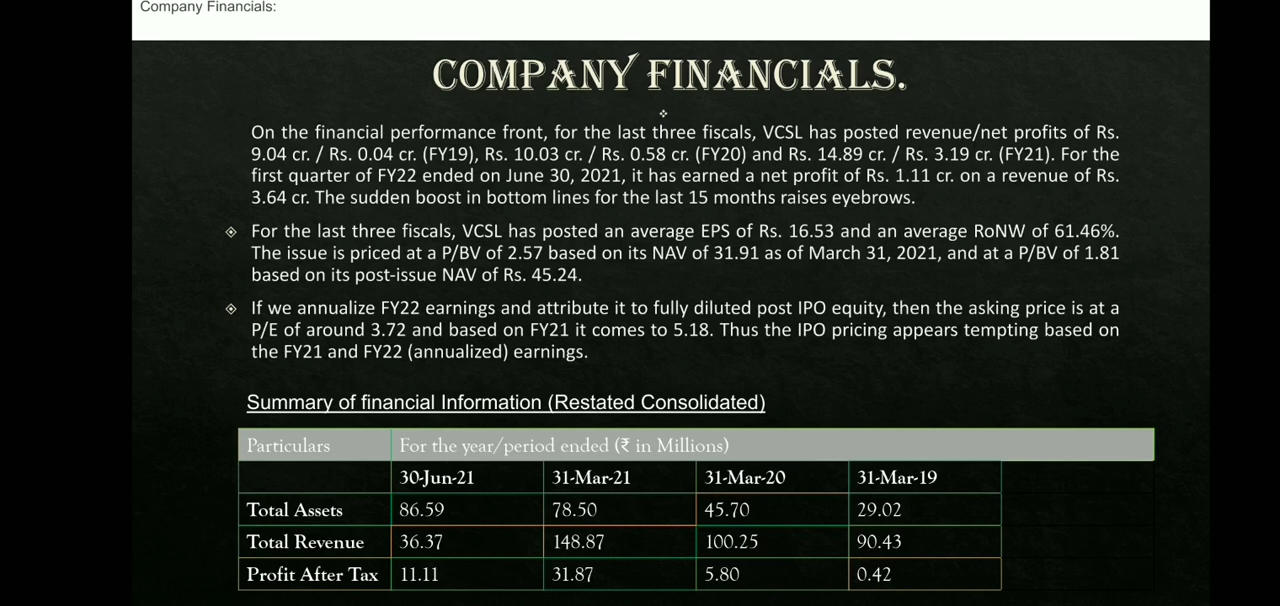 Company Financials:
COMPANY FINANCIALS.
On the financial performance front, for the last three fiscals, VCSL has posted revenue/net profits of Rs.
9.04 cr. / Rs. 0.04 cr. (FY19), Rs. 10.03 cr. / Rs. 0.58 cr. (FY20) and Rs. 14.89 cr. / Rs. 3.19 cr. (FY21). For the
first quarter of FY22 ended on June 30, 2021, it has earned a net profit of Rs. 1.11 cr. on a revenue of Rs.
3.64 cr. The sudden boost in bottom lines for the last 15 months raises eyebrows.
For the last three fiscals, VCSL has posted an average EPS of Rs. 16.53 and an average RoNW of 61.46%.
The issue is priced at a P/BV of 2.57 based on its NAV of 31.91 as of March 31, 2021, and at a P/BV of 1.81
based on its post-issue NAV of Rs. 45.24.
If we annualize FY22 earnings and attribute it to fully diluted post IPO equity, then the asking price is at a
P/E of around 3.72 and based on FY21 it comes to 5.18. Thus the IPO pricing appears tempting based on
the FY21 and FY22 (annualized) earnings.
Summary of financial Information (Restated Consolidated)
Particulars For the year/period ended (₹ in Millions)
30-Jun-21 31-Mar-21 31-Mar-20 31-Mar-19
Total Assets 86.59 78.50 45.70 29.02
Total Revenue 36.37 148.87 100.25 90.43
Profit After Tax 11.11 31.87 5.80 0.42